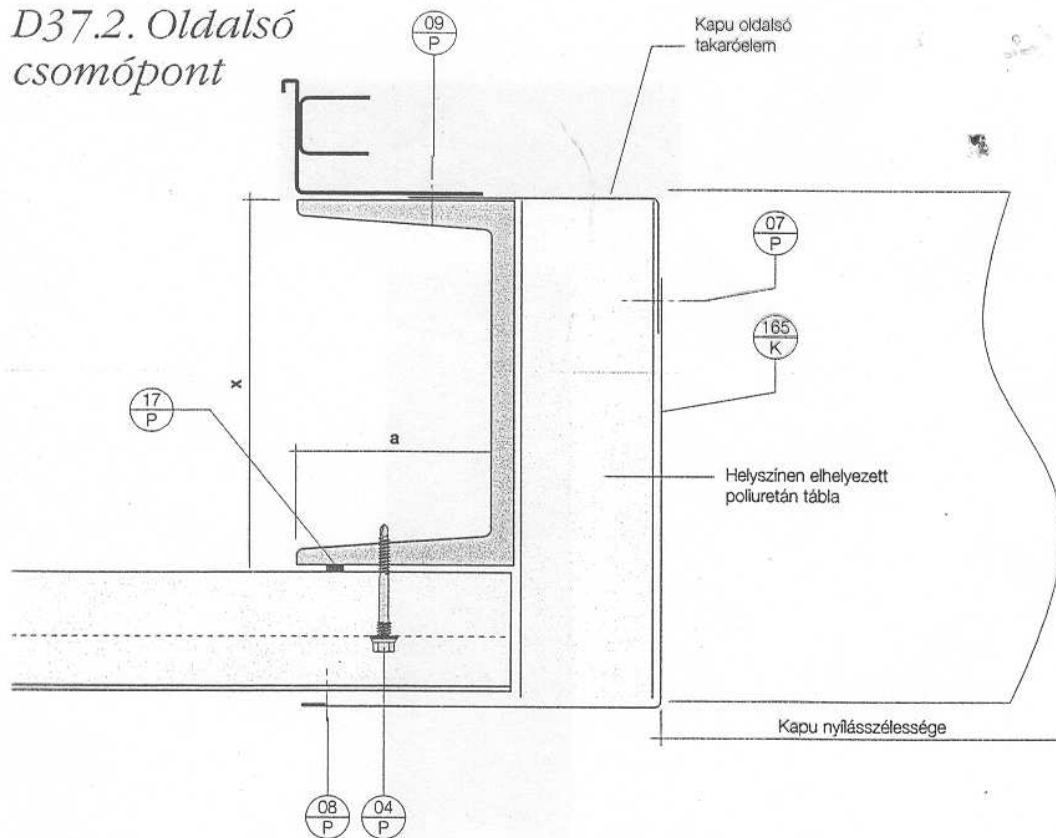 D37.2. Oldalsó
csomópont
09
P
Kapu oldalsó
takaróelem
07
P
165
K
17
P
x
a
Helyszínen elhelyezett
poliuretán tábla
Kapu nyílásszélessége
08
P
04
P